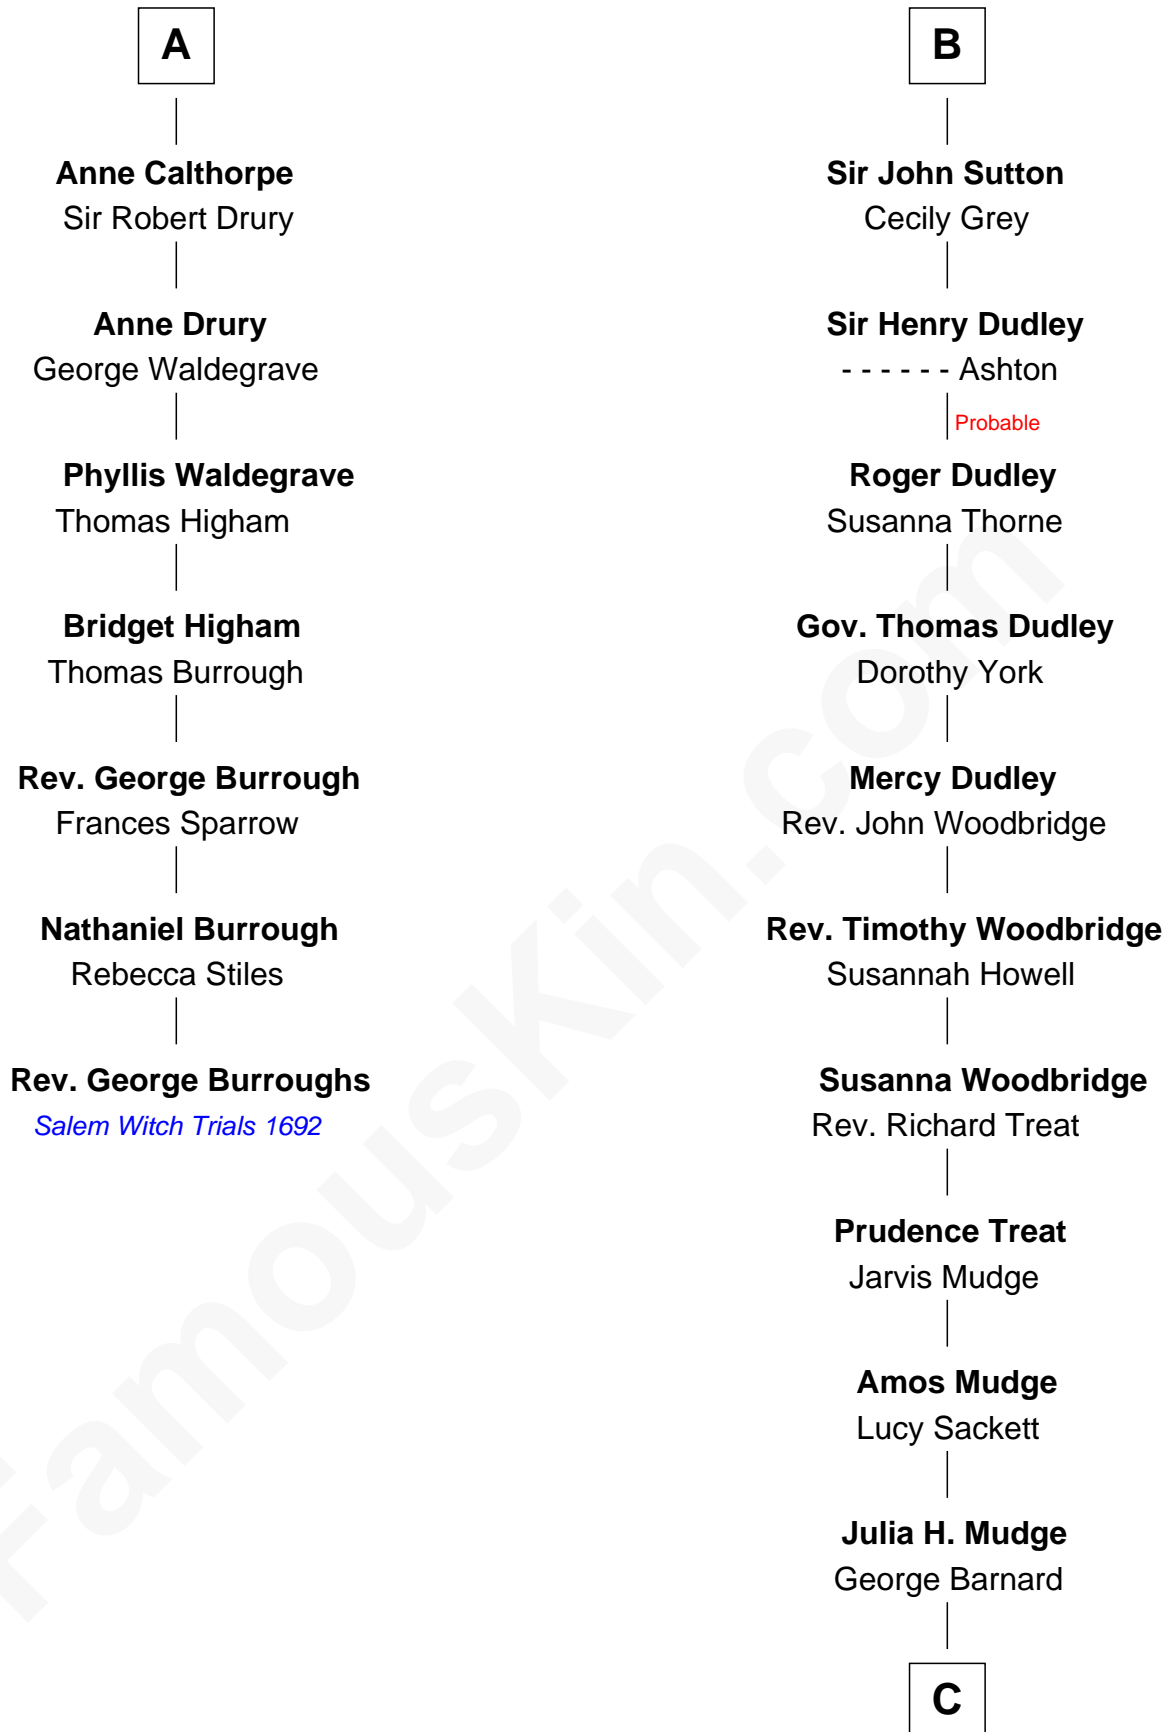 A
Anne Calthorpe
Sir Robert Drury
Anne Drury
George Waldegrave
Phyllis Waldegrave
Thomas Higham
Bridget Higham
Thomas Burrough
Rev. George Burrough
Frances Sparrow
Nathaniel Burrough
Rebecca Stiles
Rev. George Burroughs
Salem Witch Trials 1692
B
Sir John Sutton
Cecily Grey
Sir Henry Dudley
- - - - - - Ashton
Probable
Roger Dudley
Susanna Thorne
Gov. Thomas Dudley
Dorothy York
Mercy Dudley
Rev. John Woodbridge
Rev. Timothy Woodbridge
Susannah Howell
Susanna Woodbridge
Rev. Richard Treat
Prudence Treat
Jarvis Mudge
Amos Mudge
Lucy Sackett
Julia H. Mudge
George Barnard
C
FamousKin.com